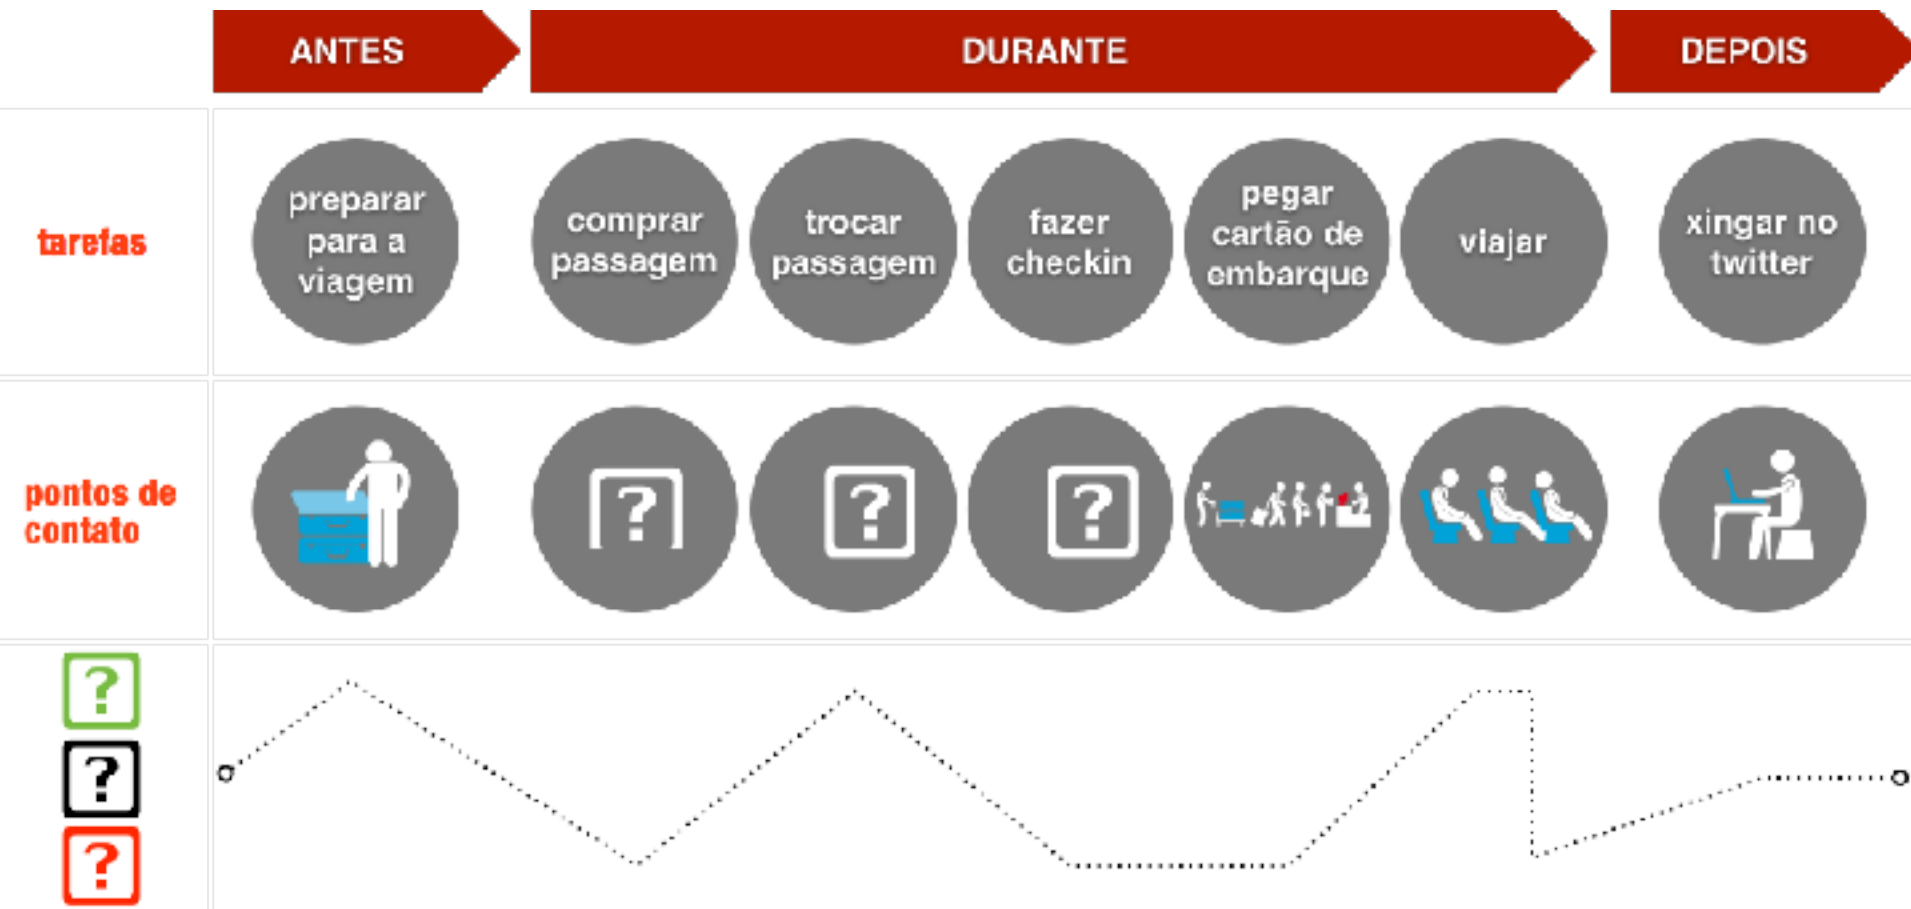 ANTES
DURANTE
DEPOIS
tarefas
preparar
para a
viagem
comprar
passagem
trocar
passagem
fazer
checkin
pegar
cartão de
embarque
viajar
xingar no
twitter
pontos de
contato
?
?
?
?
?
?